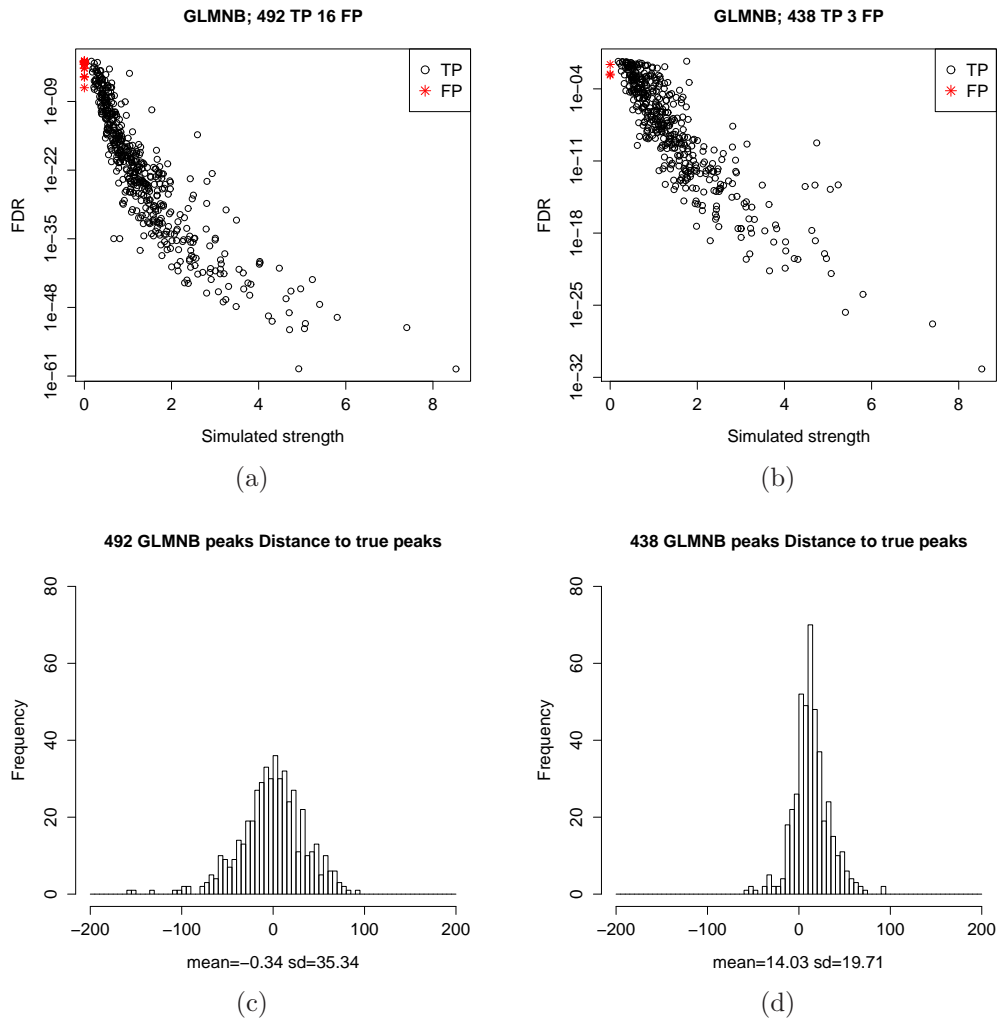 GLMNB; 492 TP 16 FP
FDR
1e−09
1e−22
1e−35
1e−48
1e−61
TP
FP
0 2 4 6 8
Simulated strength
(a)
GLMNB; 438 TP 3 FP
FDR
1e−04
1e−11
1e−18
1e−25
1e−32
TP
FP
0 2 4 6 8
Simulated strength
(b)
492 GLMNB peaks Distance to true peaks
Frequency
80
60
40
20
0
−200 −100 0 100 200
mean=−0.34 sd=35.34
(c)
438 GLMNB peaks Distance to true peaks
Frequency
80
60
40
20
0
−200 −100 0 100 200
mean=14.03 sd=19.71
(d)